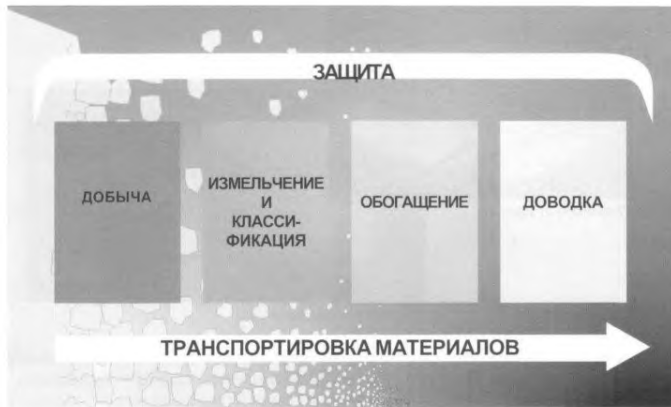 ЗАЩИТА
ДОБЫЧА
ИЗМЕЛЬЧЕНИЕ
И
КЛАССИ-
ФИКАЦИЯ
ОБОГАЩЕНИЕ
ДОВОДКА
ТРАНСПОРТИРОВКА МАТЕРИАЛОВ